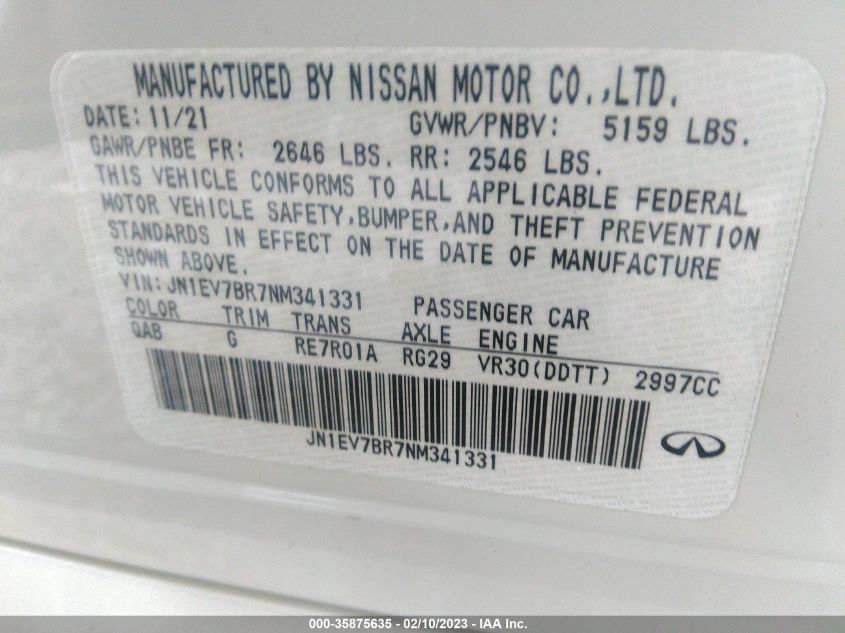 MANUFACTURED BY NISSAN MOTOR CO.,LTD.
DATE: 11/21 GVWR/PNBV: 5159 LBS.
GAWR/PNBE FR: 2646 LBS. RR: 2546 LBS.
THIS VEHICLE CONFORMS TO ALL APPLICABLE FEDERAL
MOTOR VEHICLE SAFETY,BUMPER,AND THEFT PREVENTION
STANDARDS IN EFFECT ON THE DATE OF MANUFACTURE
SHOWN ABOVE.
VIN:JN1EV7BR7NM341331 PASSENGER CAR
COLOR TRIM TRANS AXLE ENGINE
QAB G RE7R01A RG29 VR30(DDTT) 2997CC
JN1EV7BR7NM341331
000-35875635 - 02/10/2023 - IAA Inc.